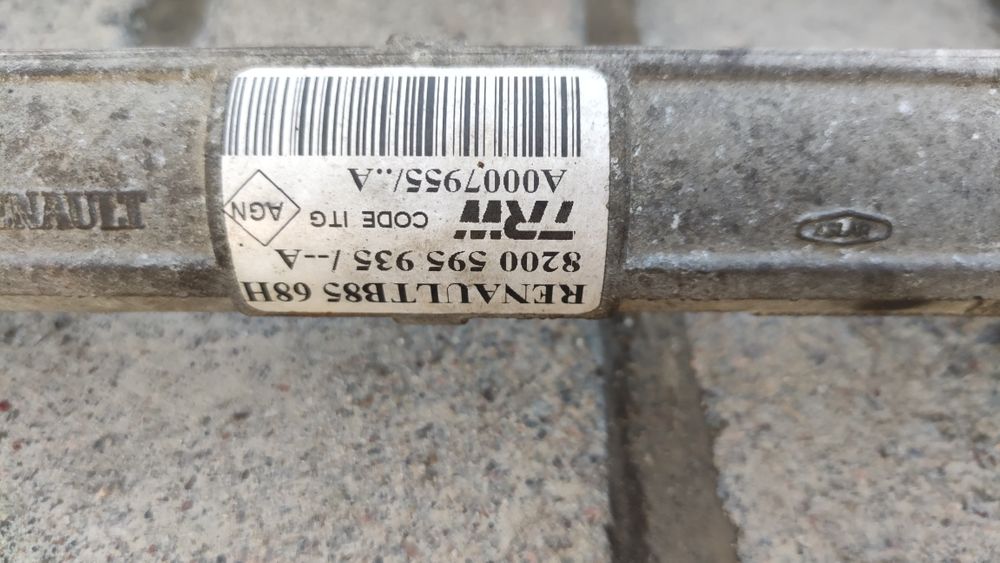 RENAULTB85 68H
8200 595 935 /--A
TRW CODE ITG AGN
A0007955/..A